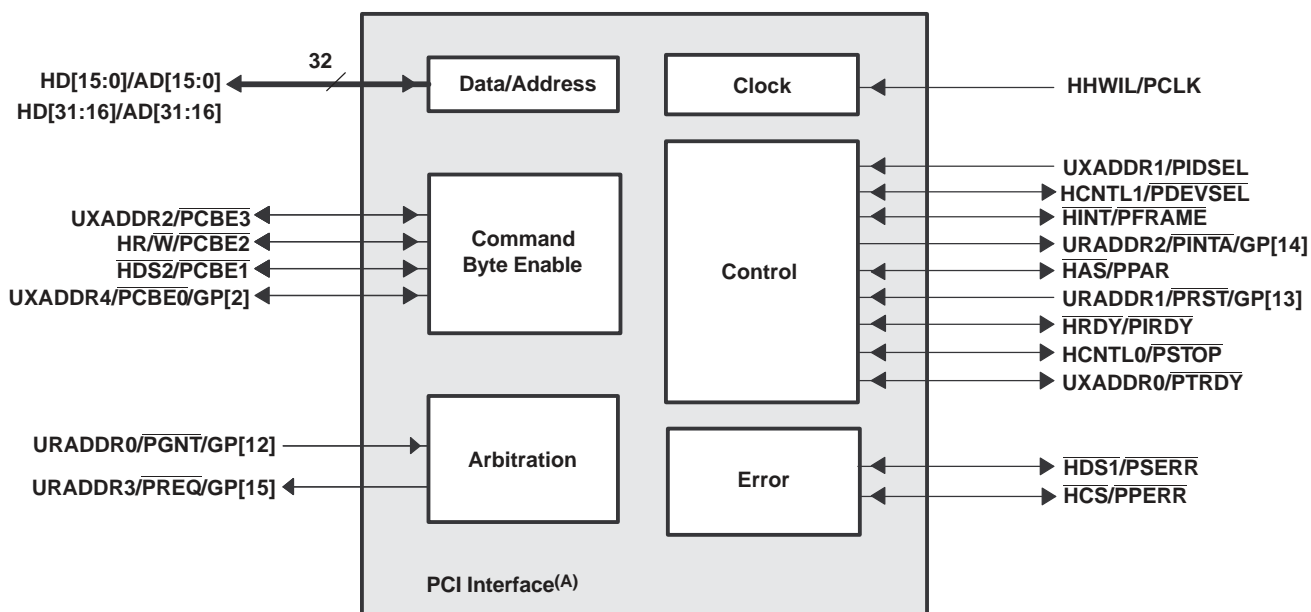 32
HD[15:0]/AD[15:0]
HD[31:16]/AD[31:16]
Data/Address
UXADDR2/PCBE3
HR/W/PCBE2
HDS2/PCBE1
UXADDR4/PCBE0/GP[2]
Command
Byte Enable
URADDR0/PGNT/GP[12]
URADDR3/PREQ/GP[15]
Arbitration
Clock
HHWIL/PCLK
Control
UXADDR1/PIDSEL
HCNTL1/PDEVSEL
HINT/PFRAME
URADDR2/PINTA/GP[14]
HAS/PPAR
URADDR1/PRST/GP[13]
HRDY/PIRDY
HCNTL0/PSTOP
UXADDR0/PTRDY
Error
HDS1/PSERR
HCS/PPERR
PCI Interface(A)